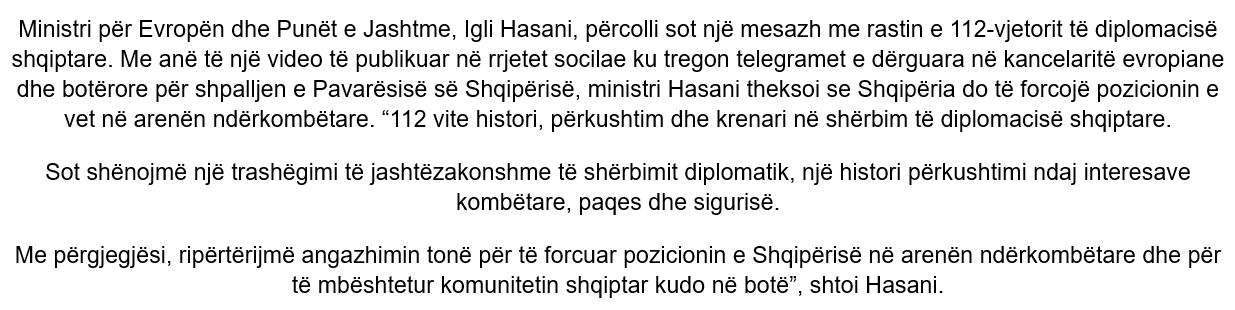 Ministri për Evropën dhe Punët e Jashtme, Igli Hasani, përcolli sot një mesazh me rastin e 112-vjetorit të diplomacisë
shqiptare. Me anë të një video të publikuar në rrjetet socilae ku tregon telegramet e dërguara në kancelaritë evropiane
dhe botërore për shpalljen e Pavarësisë së Shqipërisë, ministri Hasani theksoi se Shqipëria do të forcojë pozicionin e
vet në arenën ndërkombëtare. “112 vite histori, përkushtim dhe krenari në shërbim të diplomacisë shqiptare.
Sot shënojmë një trashëgimi të jashtëzakonshme të shërbimit diplomatik, një histori përkushtimi ndaj interesave
kombëtare, paqes dhe sigurisë.
Me përgjegjësi, ripërtërijmë angazhimin tonë për të forcuar pozicionin e Shqipërisë në arenën ndërkombëtare dhe për
të mbështetur komunitetin shqiptar kudo në botë”, shtoi Hasani.